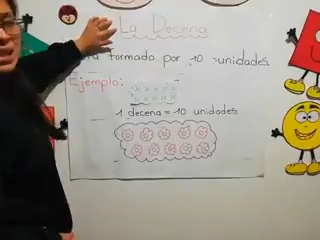 La Decena
formado por 10 unidades.
Ejemplo:
1 decena = 10 unidades